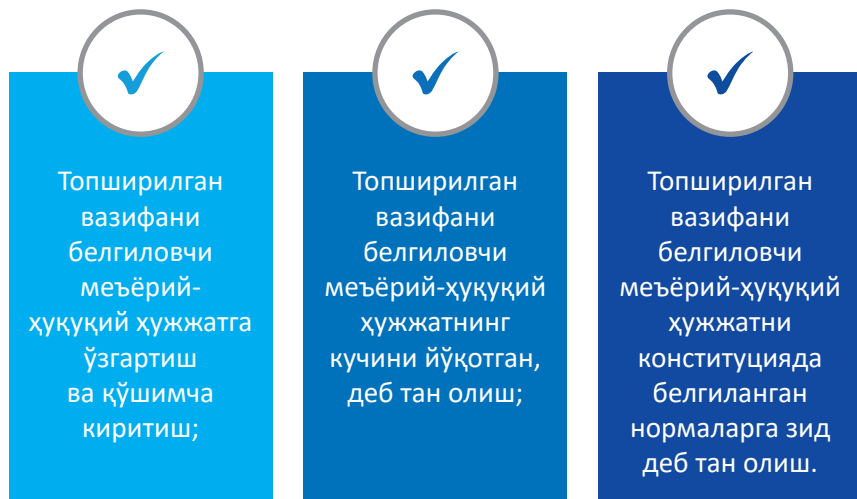 Топширилган
вазифани
белгиловчи
меъёрий-
ҳуқуқий ҳужжатга
ўзгартиш
ва қўшимча
киритиш;
Топширилган
вазифани
белгиловчи
меъёрий-ҳуқуқий
ҳужжатнинг
кучини йўқотган,
деб тан олиш;
Топширилган
вазифани
белгиловчи
меъёрий-ҳуқуқий
ҳужжатни
конституцияда
белгиланган
нормаларга зид
деб тан олиш.